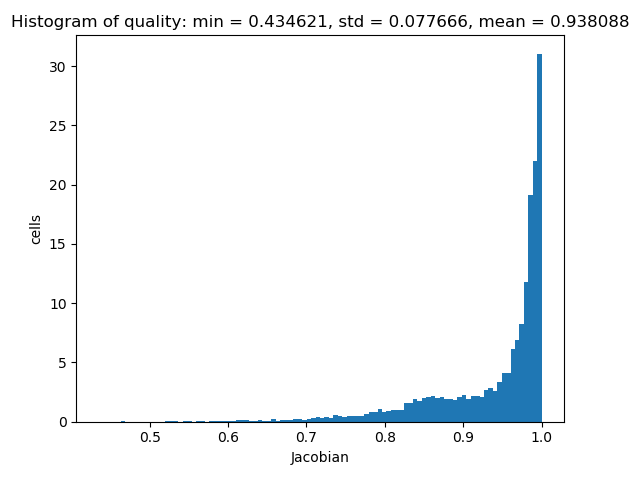 Histogram of quality: min = 0.434621, std = 0.077666, mean = 0.938088
30
25
20
15
10
5
0
cells
0.5 0.6 0.7 0.8 0.9 1.0
Jacobian